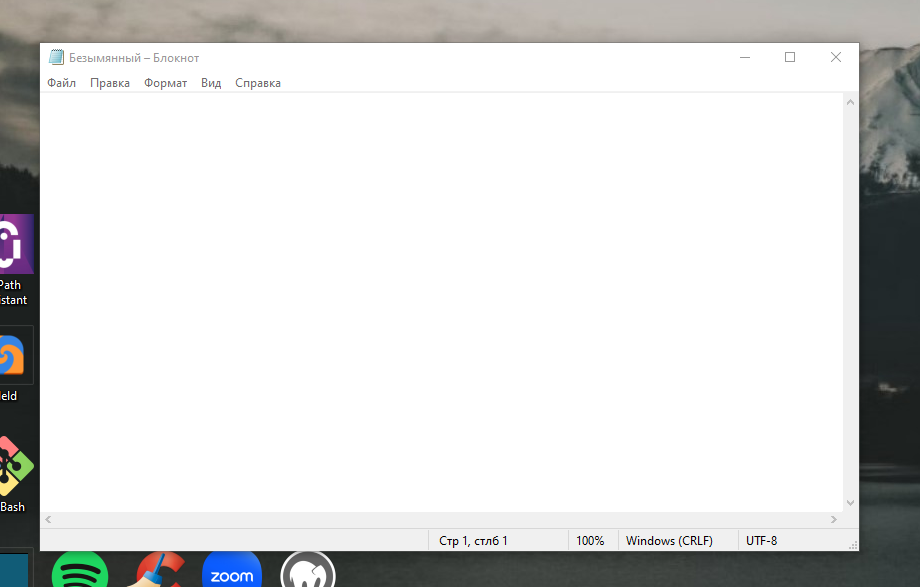 Безымянный – Блокнот
Файл Правка Формат Вид Справка
Path
istant
eld
Bash
Стр 1, стлб 1 100% Windows (CRLF) UTF-8
zoom